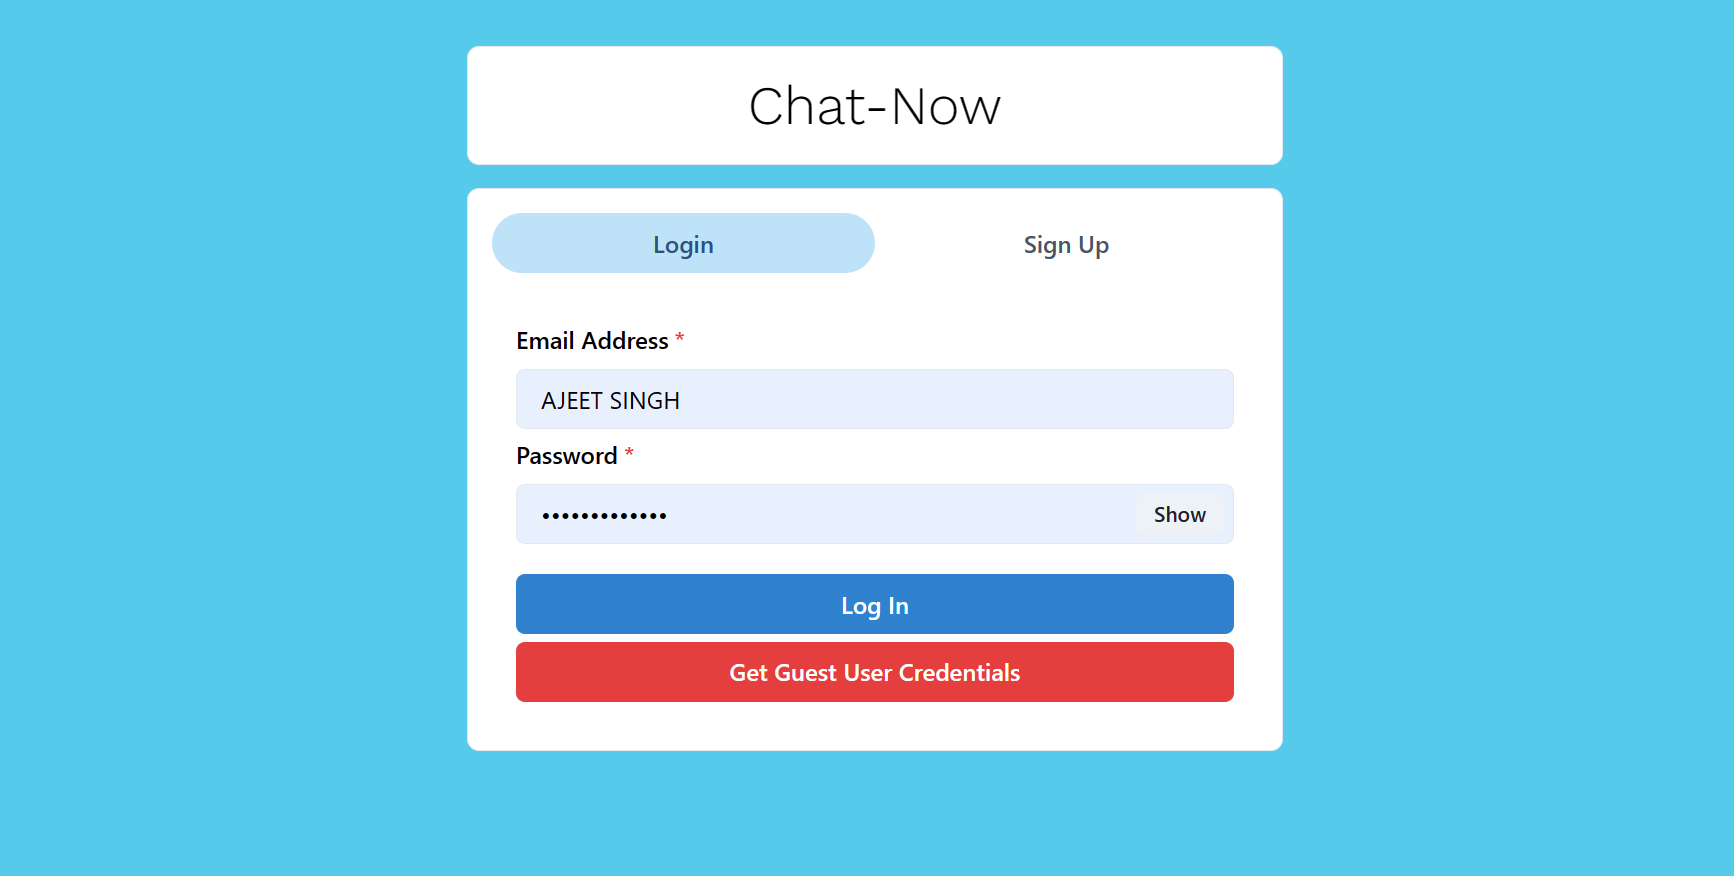 Chat-Now
Login
Sign Up
Email Address *
AJEET SINGH
Password *
•••••••••••••
Show
Log In
Get Guest User Credentials